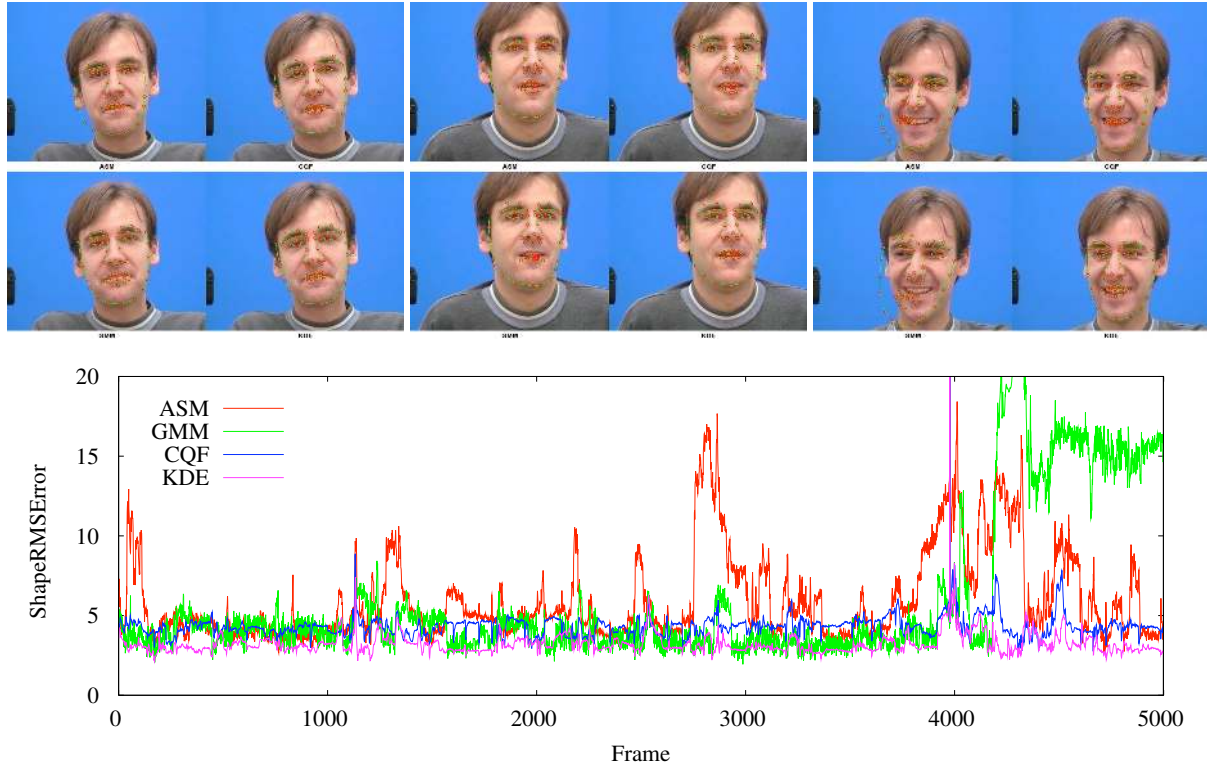 ASM CQF ASM CQF ASM CQF
GMM KDE GMM KDE GMM KDE
20
15
10
5
0
ShapeRMSError
ASM
GMM
CQF
KDE
0 1000 2000 3000 4000 5000
Frame